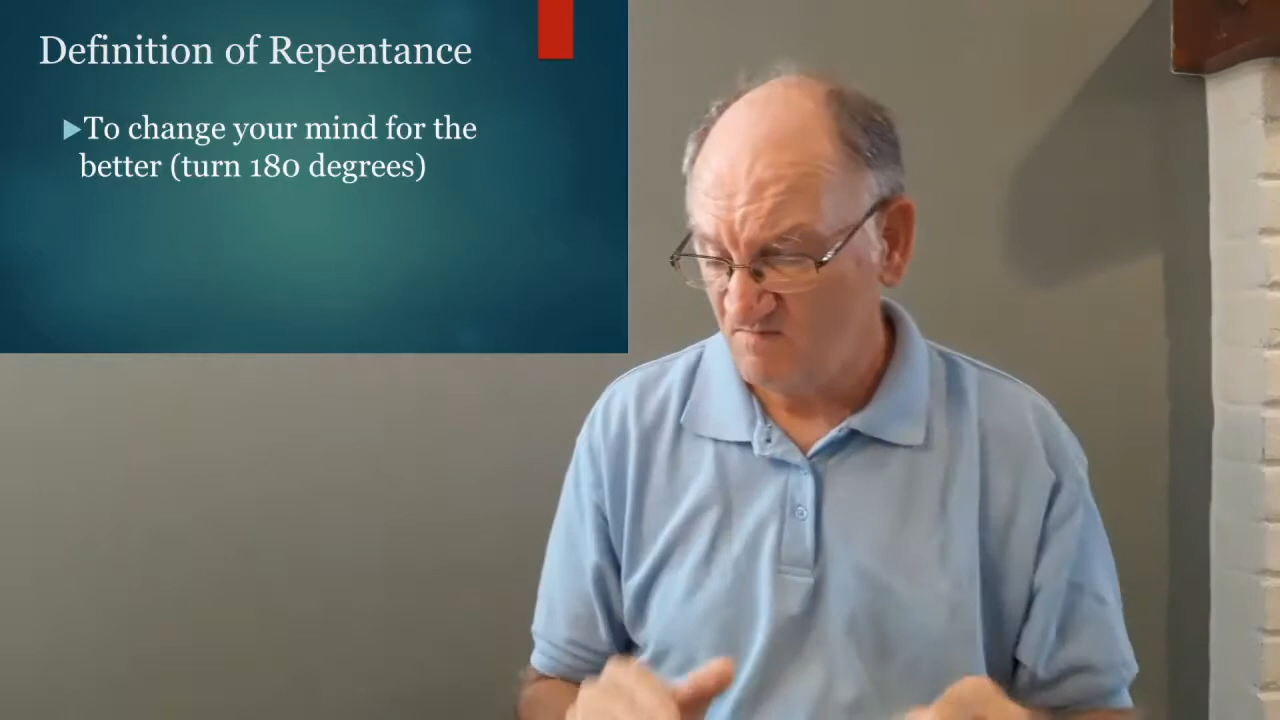 Definition of Repentance
To change your mind for the
better (turn 180 degrees)